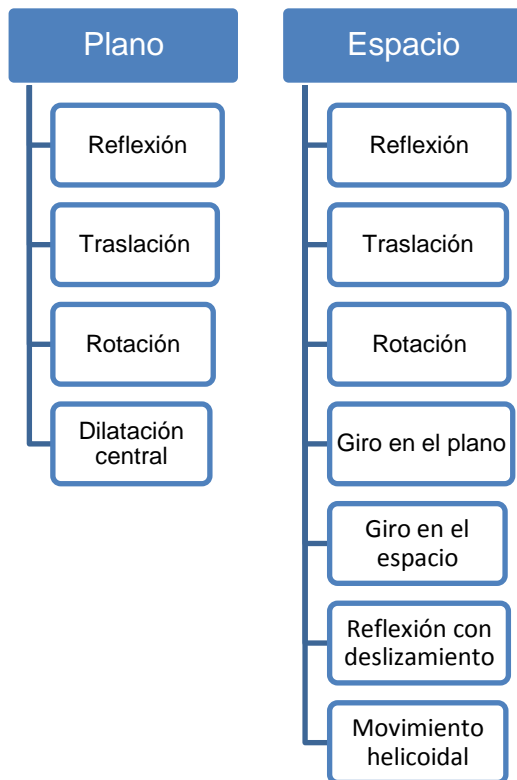 Plano
Reflexión
Traslación
Rotación
Dilatación
central
Espacio
Reflexión
Traslación
Rotación
Giro en el plano
Giro en el
espacio
Reflexión con
deslizamiento
Movimiento
helicoidal